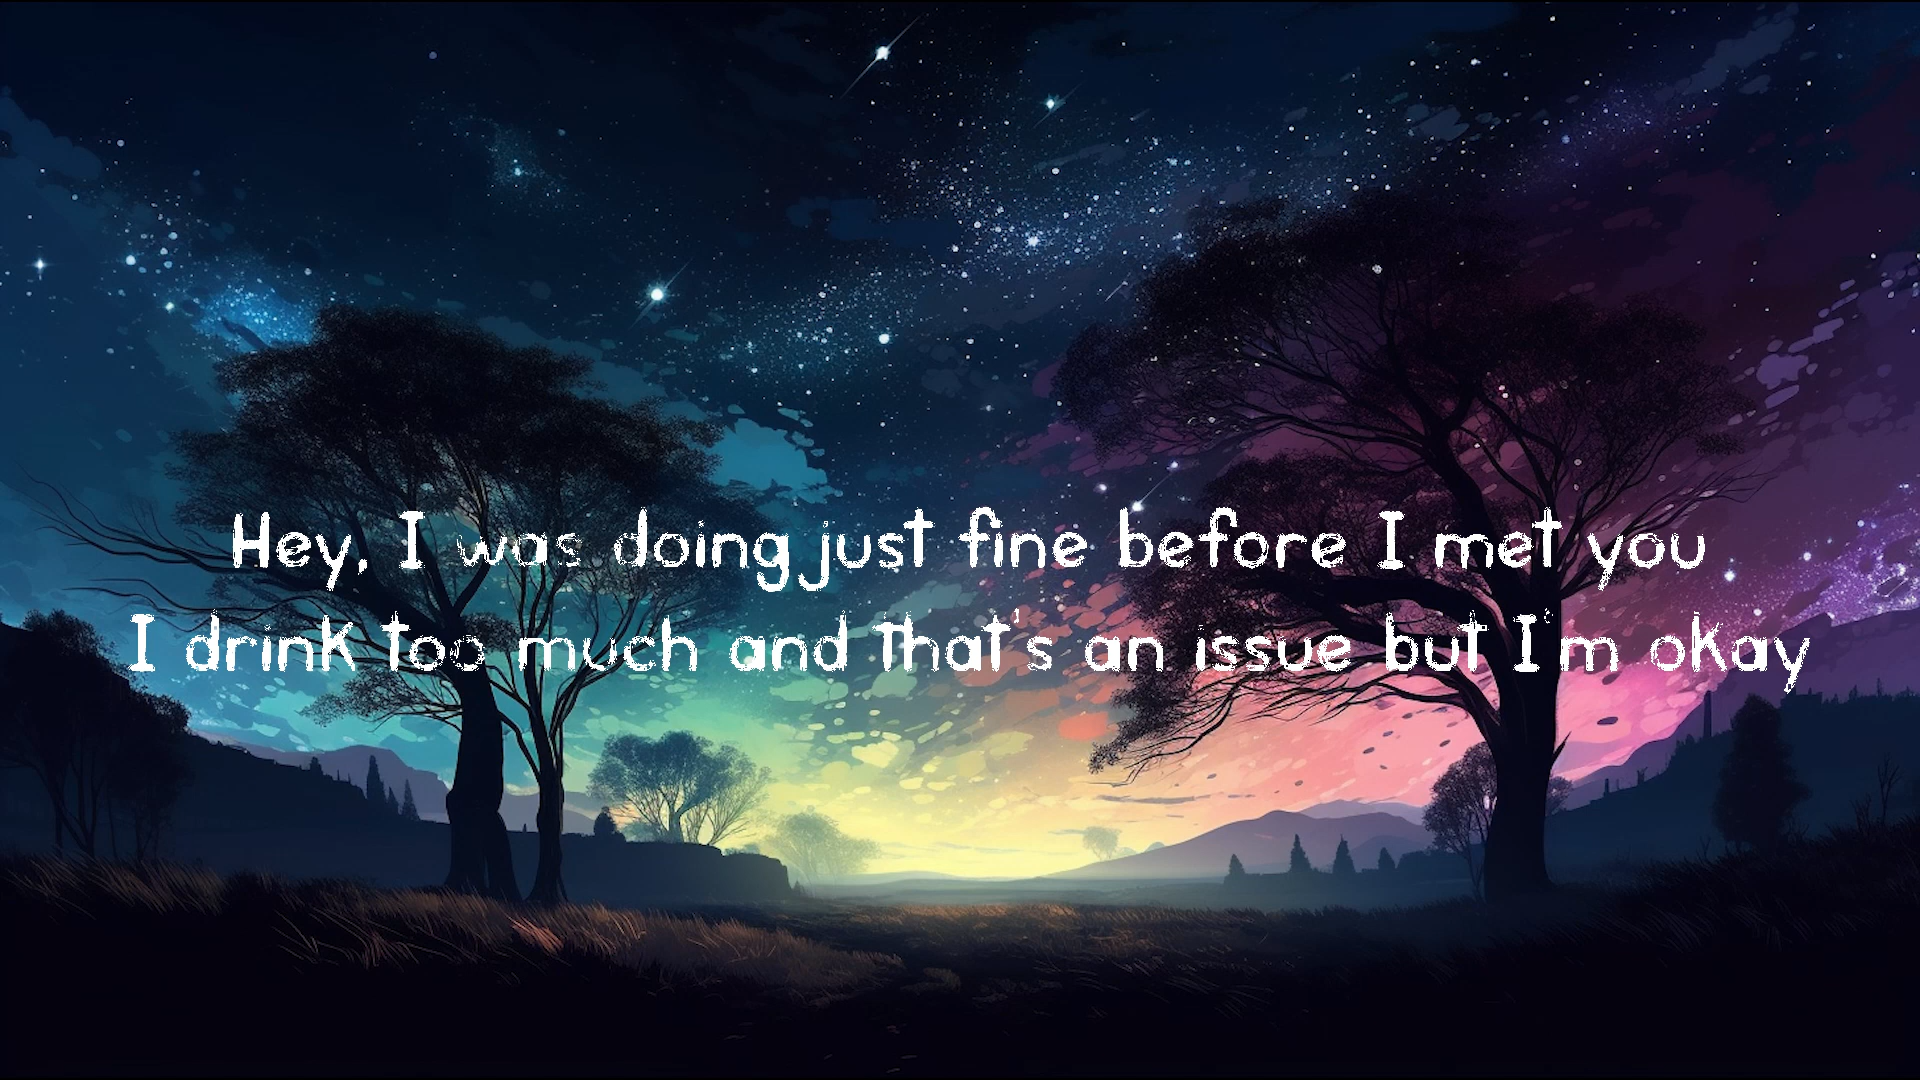 Hey, I was doing just fine before I met you
I drink too much and that's an issue but I'm okay